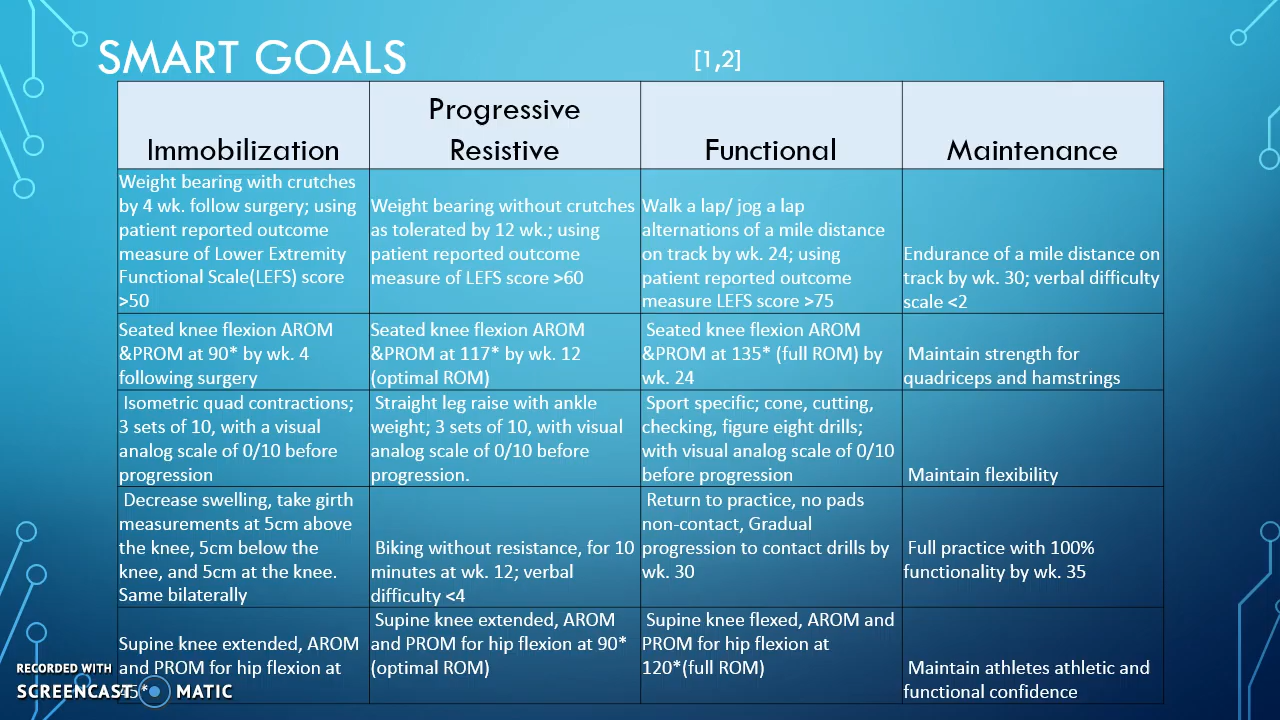 SMART GOALS
[1,2]
Immobilization
Progressive
Resistive
Functional
Maintenance
Weight bearing with crutches
by 4 wk. follow surgery; using
patient reported outcome
measure of Lower Extremity
Functional Scale(LEFS) score
>50
Weight bearing without crutches
as tolerated by 12 wk.; using
patient reported outcome
measure of LEFS score >60
Walk a lap/ jog a lap
alternations of a mile distance
on track by wk. 24; using
patient reported outcome
measure LEFS score >75
Endurance of a mile distance on
track by wk. 30; verbal difficulty
scale <2
Seated knee flexion AROM
&PROM at 90* by wk. 4
following surgery
Seated knee flexion AROM
&PROM at 117* by wk. 12
(optimal ROM)
Seated knee flexion AROM
&PROM at 135* (full ROM) by
wk. 24
Maintain strength for
quadriceps and hamstrings
Isometric quad contractions;
3 sets of 10, with a visual
analog scale of 0/10 before
progression
Straight leg raise with ankle
weight; 3 sets of 10, with visual
analog scale of 0/10 before
progression.
Sport specific; cone, cutting,
checking, figure eight drills;
with visual analog scale of 0/10
before progression
Maintain flexibility
Decrease swelling, take girth
measurements at 5cm above
the knee, 5cm below the
knee, and 5cm at the knee.
Same bilaterally
Biking without resistance, for 10
minutes at wk. 12; verbal
difficulty <4
Return to practice, no pads
non-contact, Gradual
progression to contact drills by
wk. 30
Full practice with 100%
functionality by wk. 35
Supine knee extended, AROM
and PROM for hip flexion at
Supine knee extended, AROM
and PROM for hip flexion at 90*
(optimal ROM)
Supine knee flexed, AROM and
PROM for hip flexion at
120*(full ROM)
Maintain athletes athletic and
functional confidence
RECORDED WITH
SCREENCAST MATIC